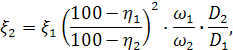 ξ₂ = ξ₁ ((100 − η₁)/(100 − η₂))² · ω₁/ω₂ · D₂/D₁,